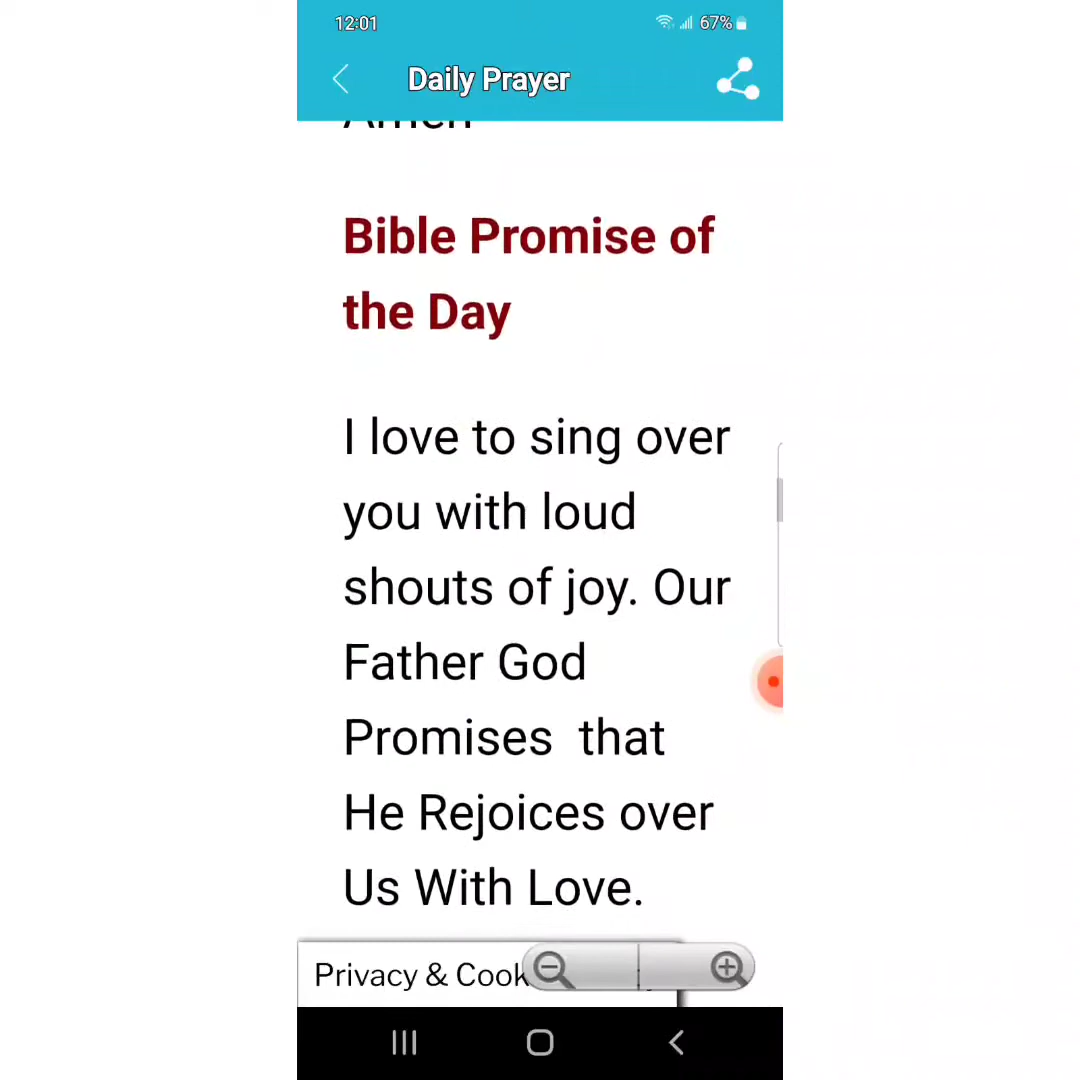 12:01 67%
Daily Prayer
Amen
Bible Promise of
the Day
I love to sing over
you with loud
shouts of joy. Our
Father God
Promises that
He Rejoices over
Us With Love.
Privacy & Cook